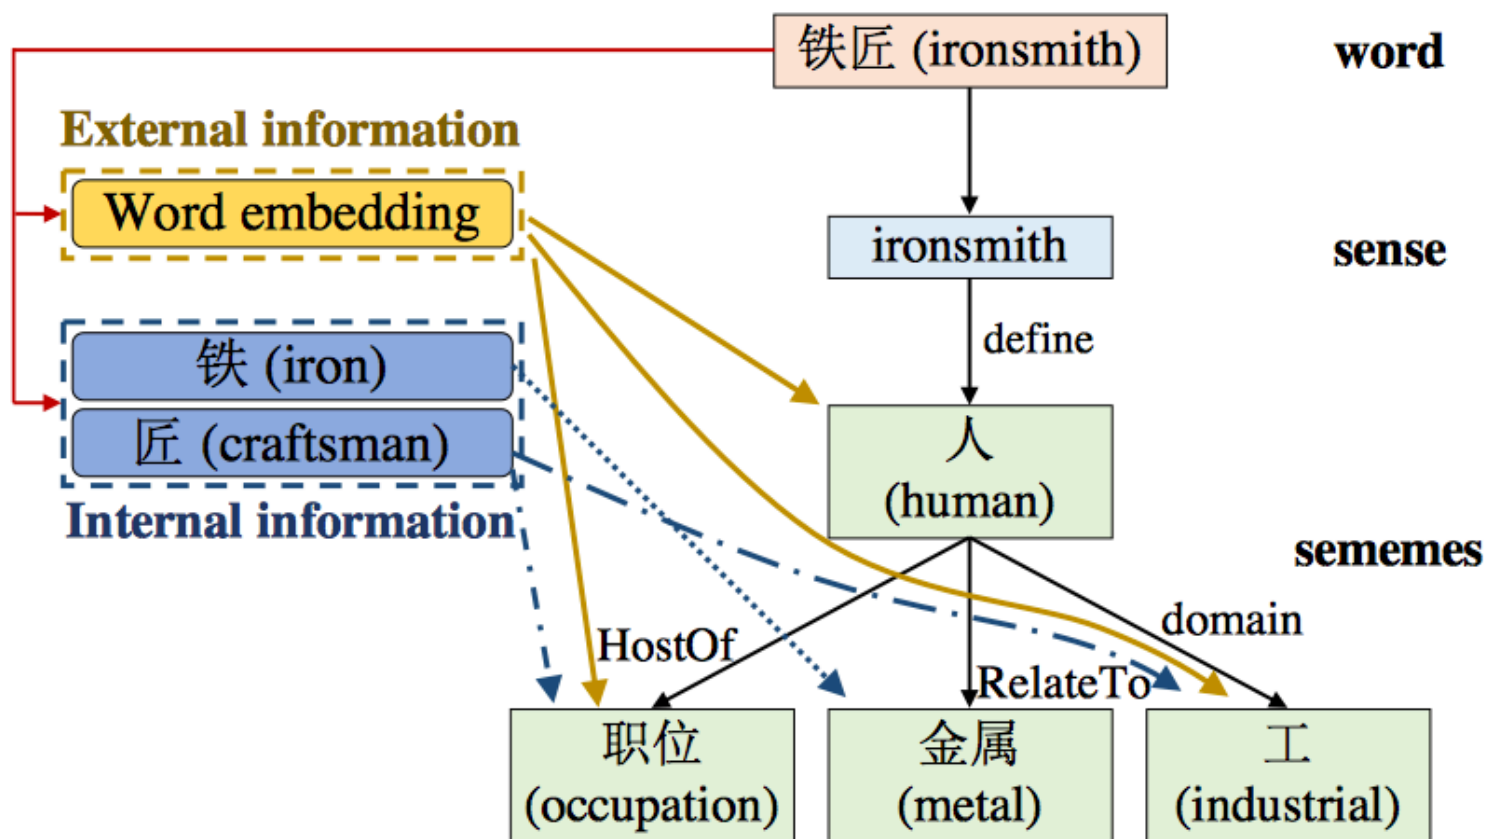 铁匠 (ironsmith)
word
External information
Word embedding
ironsmith
sense
define
铁 (iron)
匠 (craftsman)
Internal information
人
(human)
sememes
HostOf
RelateTo
domain
职位
(occupation)
金属
(metal)
工
(industrial)